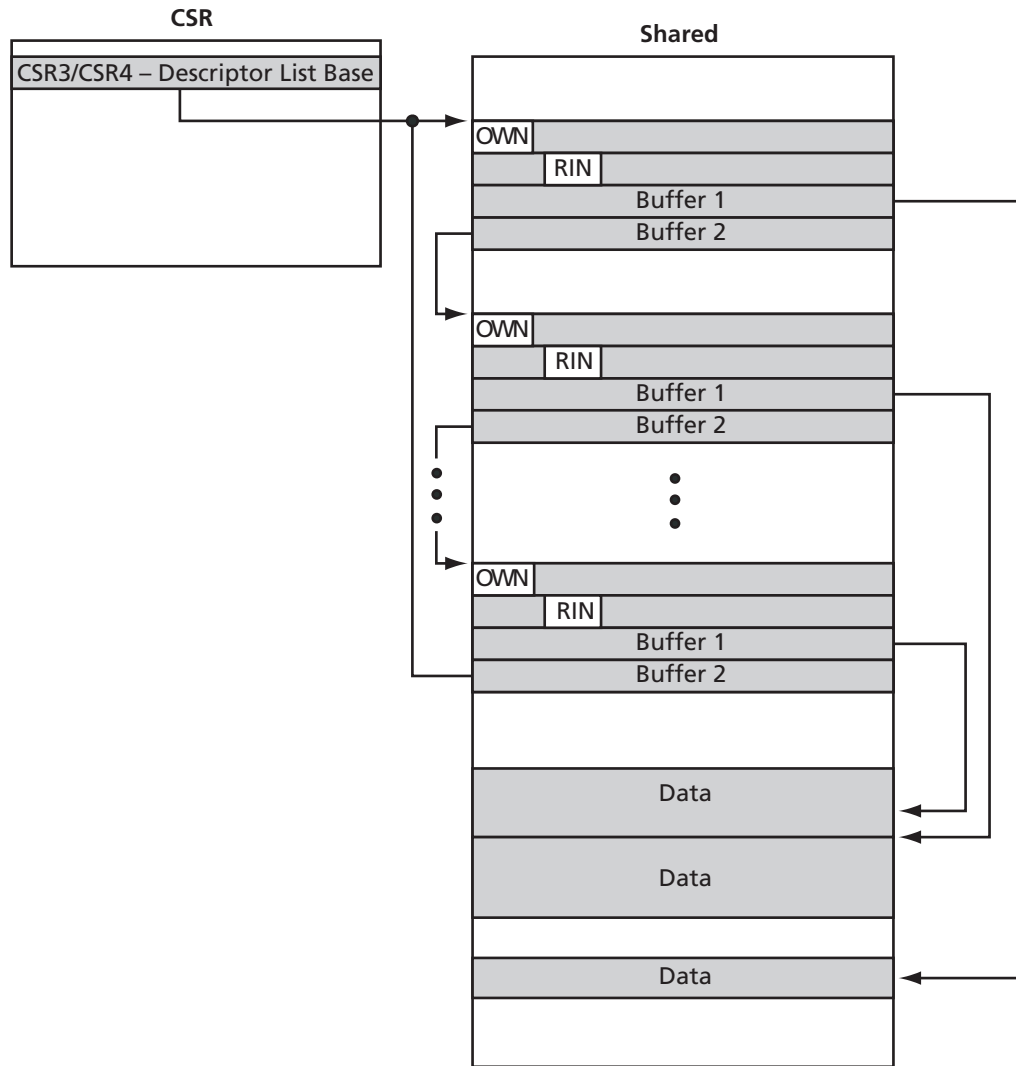 CSR
Shared
CSR3/CSR4 – Descriptor List Base
OWN
RIN
Buffer 1
Buffer 2
OWN
RIN
Buffer 1
Buffer 2
OWN
RIN
Buffer 1
Buffer 2
Data
Data
Data